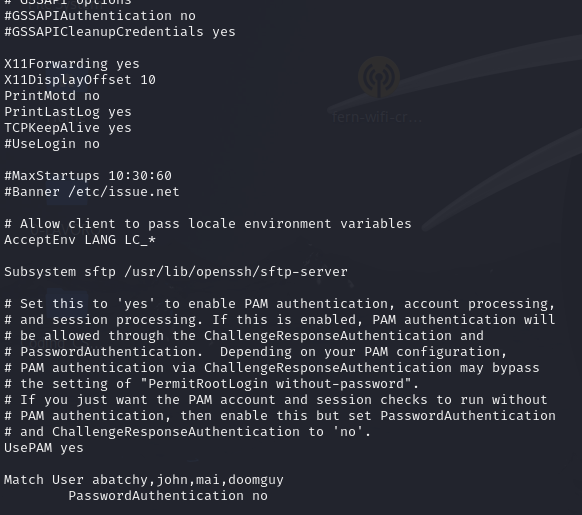 # GSSAPI options
#GSSAPIAuthentication no
#GSSAPICleanupCredentials yes

X11Forwarding yes
X11DisplayOffset 10
PrintMotd no
PrintLastLog yes
TCPKeepAlive yes
#UseLogin no
fern-wifi-cr...

#MaxStartups 10:30:60
#Banner /etc/issue.net

# Allow client to pass locale environment variables
AcceptEnv LANG LC_*

Subsystem sftp /usr/lib/openssh/sftp-server

# Set this to 'yes' to enable PAM authentication, account processing,
# and session processing. If this is enabled, PAM authentication will
# be allowed through the ChallengeResponseAuthentication and
# PasswordAuthentication.  Depending on your PAM configuration,
# PAM authentication via ChallengeResponseAuthentication may bypass
# the setting of "PermitRootLogin without-password".
# If you just want the PAM account and session checks to run without
# PAM authentication, then enable this but set PasswordAuthentication
# and ChallengeResponseAuthentication to 'no'.
UsePAM yes

Match User abatchy,john,mai,doomguy
        PasswordAuthentication no